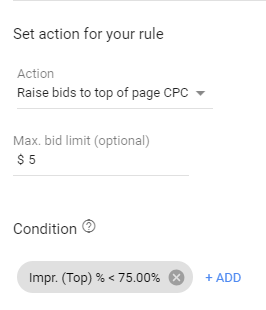 Set action for your rule
Action
Raise bids to top of page CPC
Max. bid limit (optional)
$ 5
Condition
Impr. (Top) % < 75.00%
+ ADD